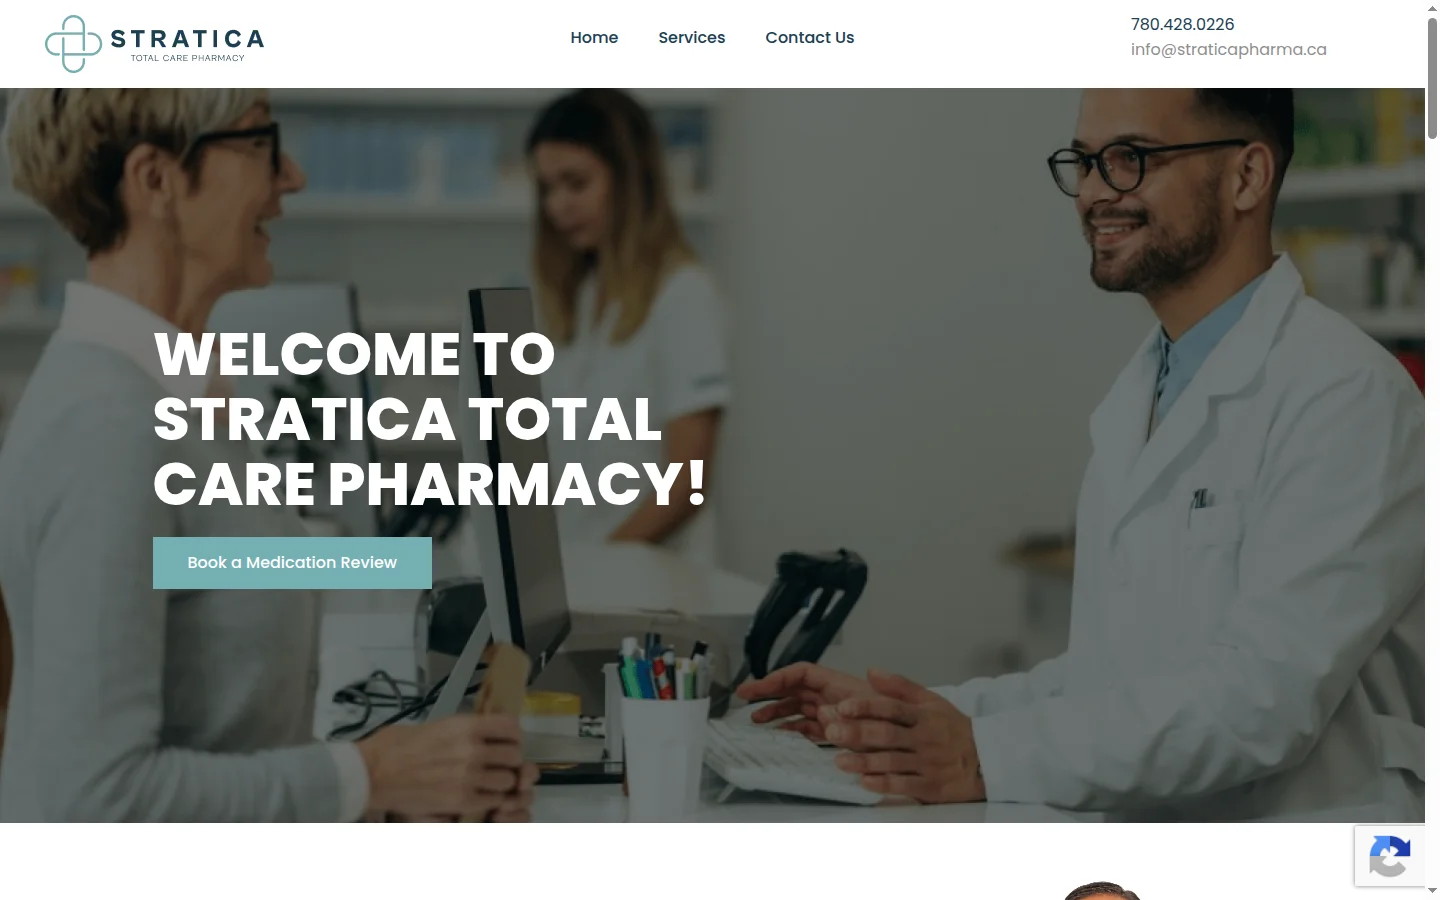 STRATICA
TOTAL CARE PHARMACY
Home
Services
Contact Us
780.428.0226
info@straticapharma.ca
WELCOME TO
STRATICA TOTAL
CARE PHARMACY!
Book a Medication Review